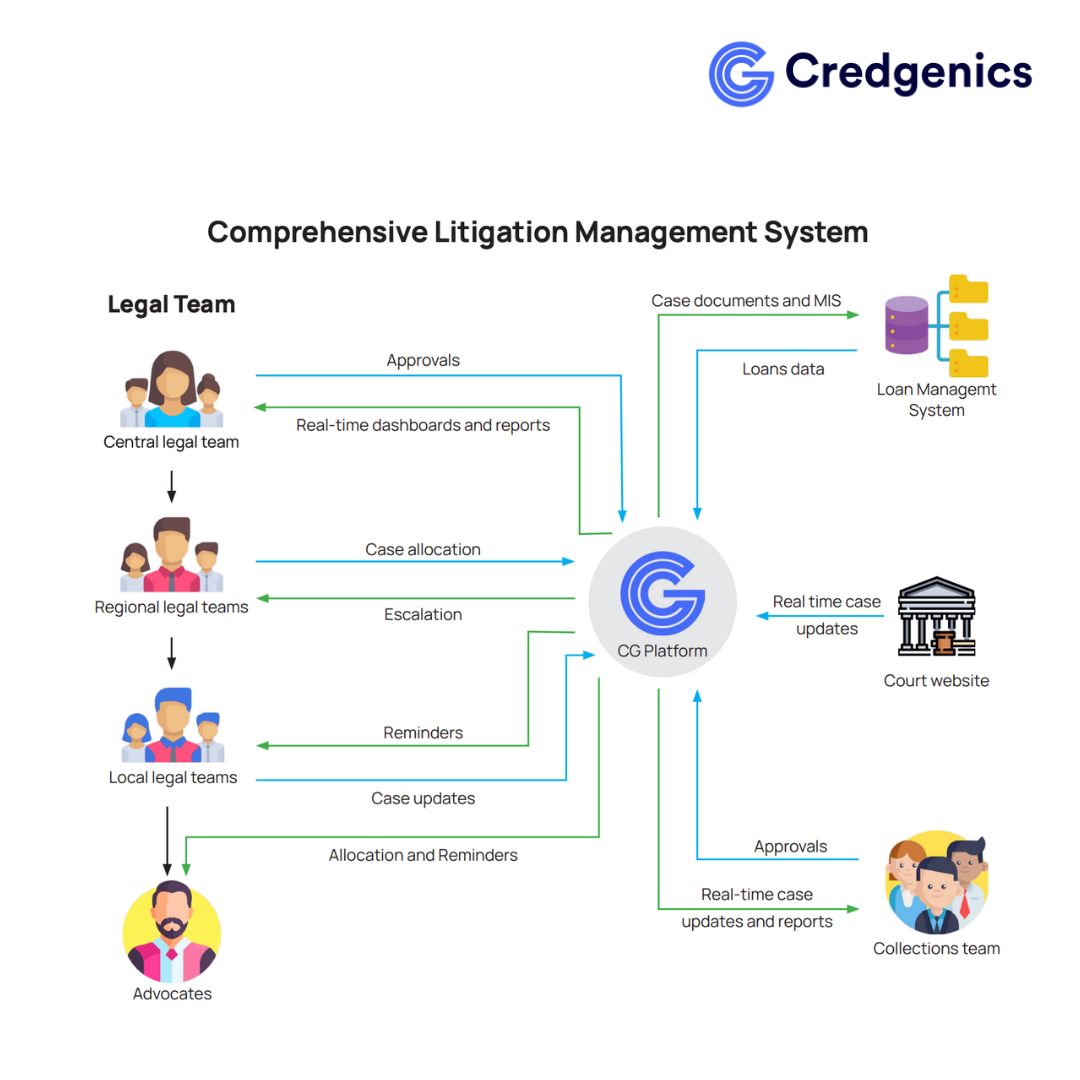 Credgenics
Comprehensive Litigation Management System
Legal Team
Central legal team
Regional legal teams
Local legal teams
Advocates
Approvals
Real-time dashboards and reports
Case allocation
Escalation
Reminders
Case updates
Allocation and Reminders
CG Platform
Case documents and MIS
Loans data
Loan Managemt
System
Real time case
updates
Court website
Approvals
Real-time case
updates and reports
Collections team